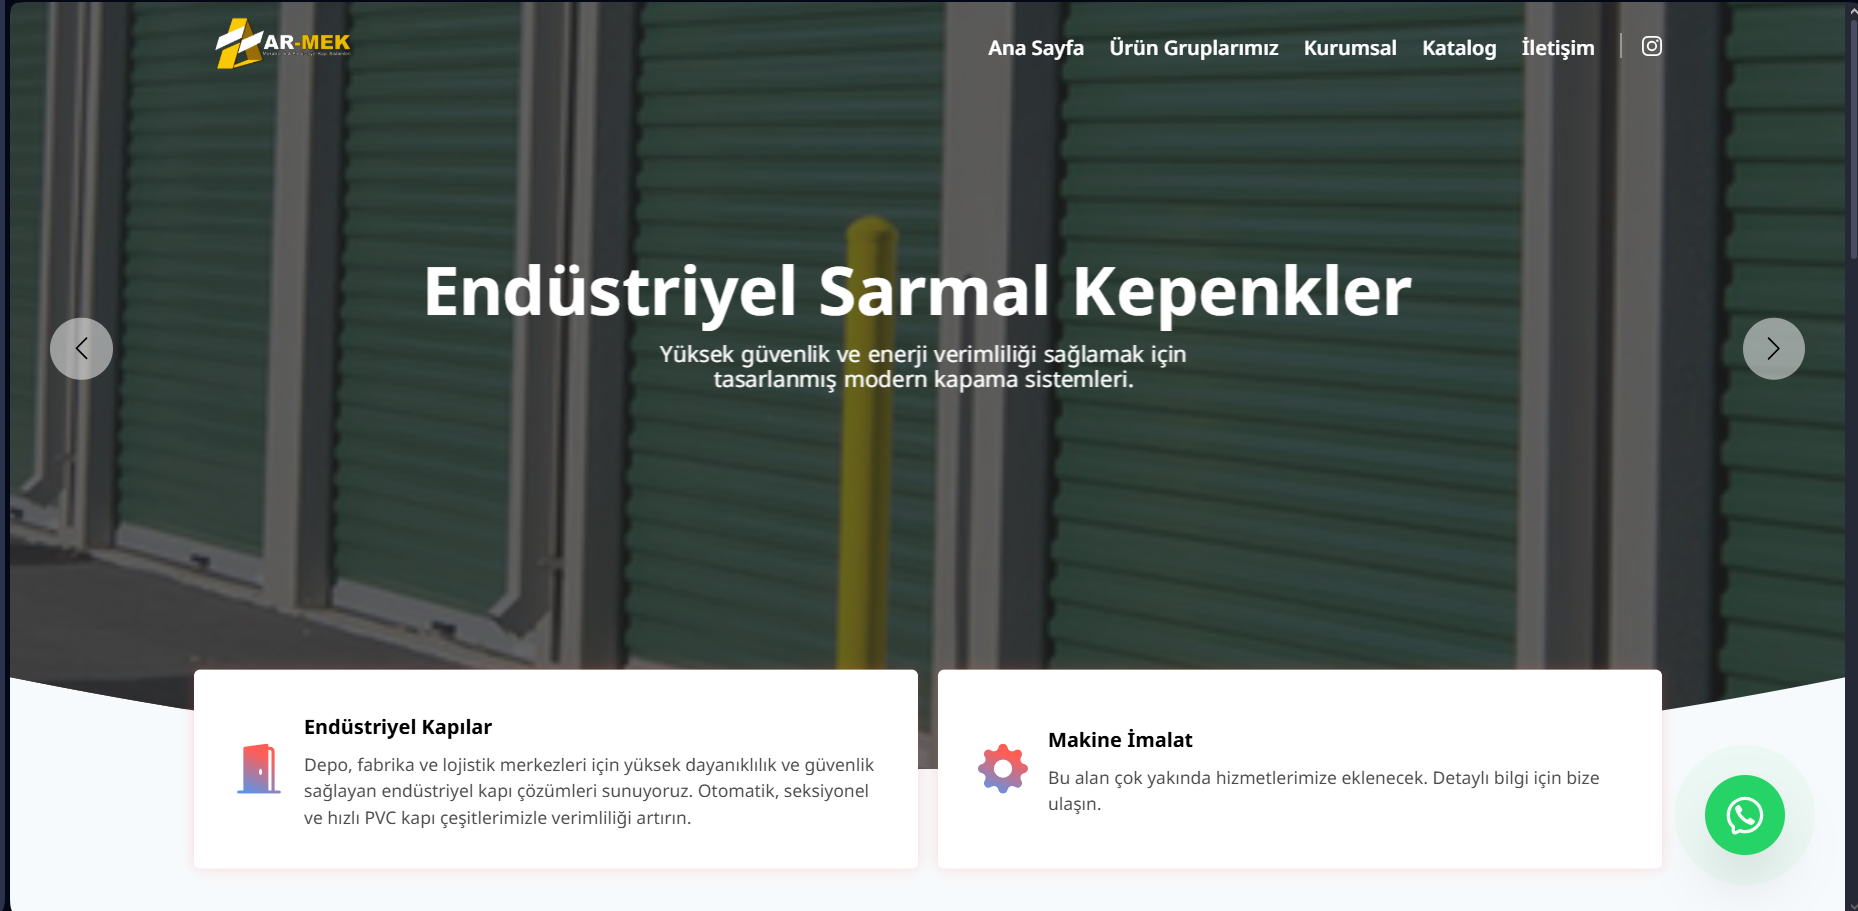 AR-MEK
Ana Sayfa Ürün Gruplarımız Kurumsal Katalog İletişim
Endüstriyel Sarmal Kepenkler
Yüksek güvenlik ve enerji verimliliği sağlamak için
tasarlanmış modern kapama sistemleri.
Endüstriyel Kapılar
Depo, fabrika ve lojistik merkezleri için yüksek dayanıklılık ve güvenlik
sağlayan endüstriyel kapı çözümleri sunuyoruz. Otomatik, seksiyonel
ve hızlı PVC kapı çeşitlerimizle verimliliği artırın.
Makine İmalat
Bu alan çok yakında hizmetlerimize eklenecek. Detaylı bilgi için bize
ulaşın.